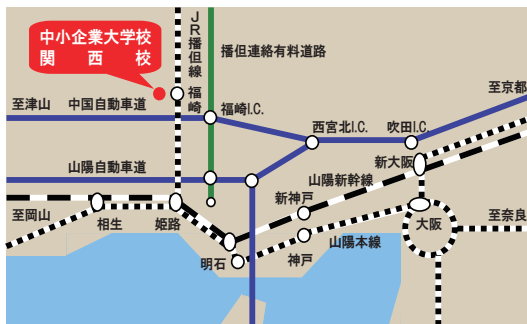 中小企業大学校
関西校
JR播但線
播但連絡有料道路
福崎
至京都
至津山
中国自動車道
福崎I.C.
西宮北I.C.
吹田I.C.
新大阪
山陽自動車道
山陽新幹線
新神戸
至岡山
相生
姫路
大阪
至奈良
山陽本線
明石
神戸